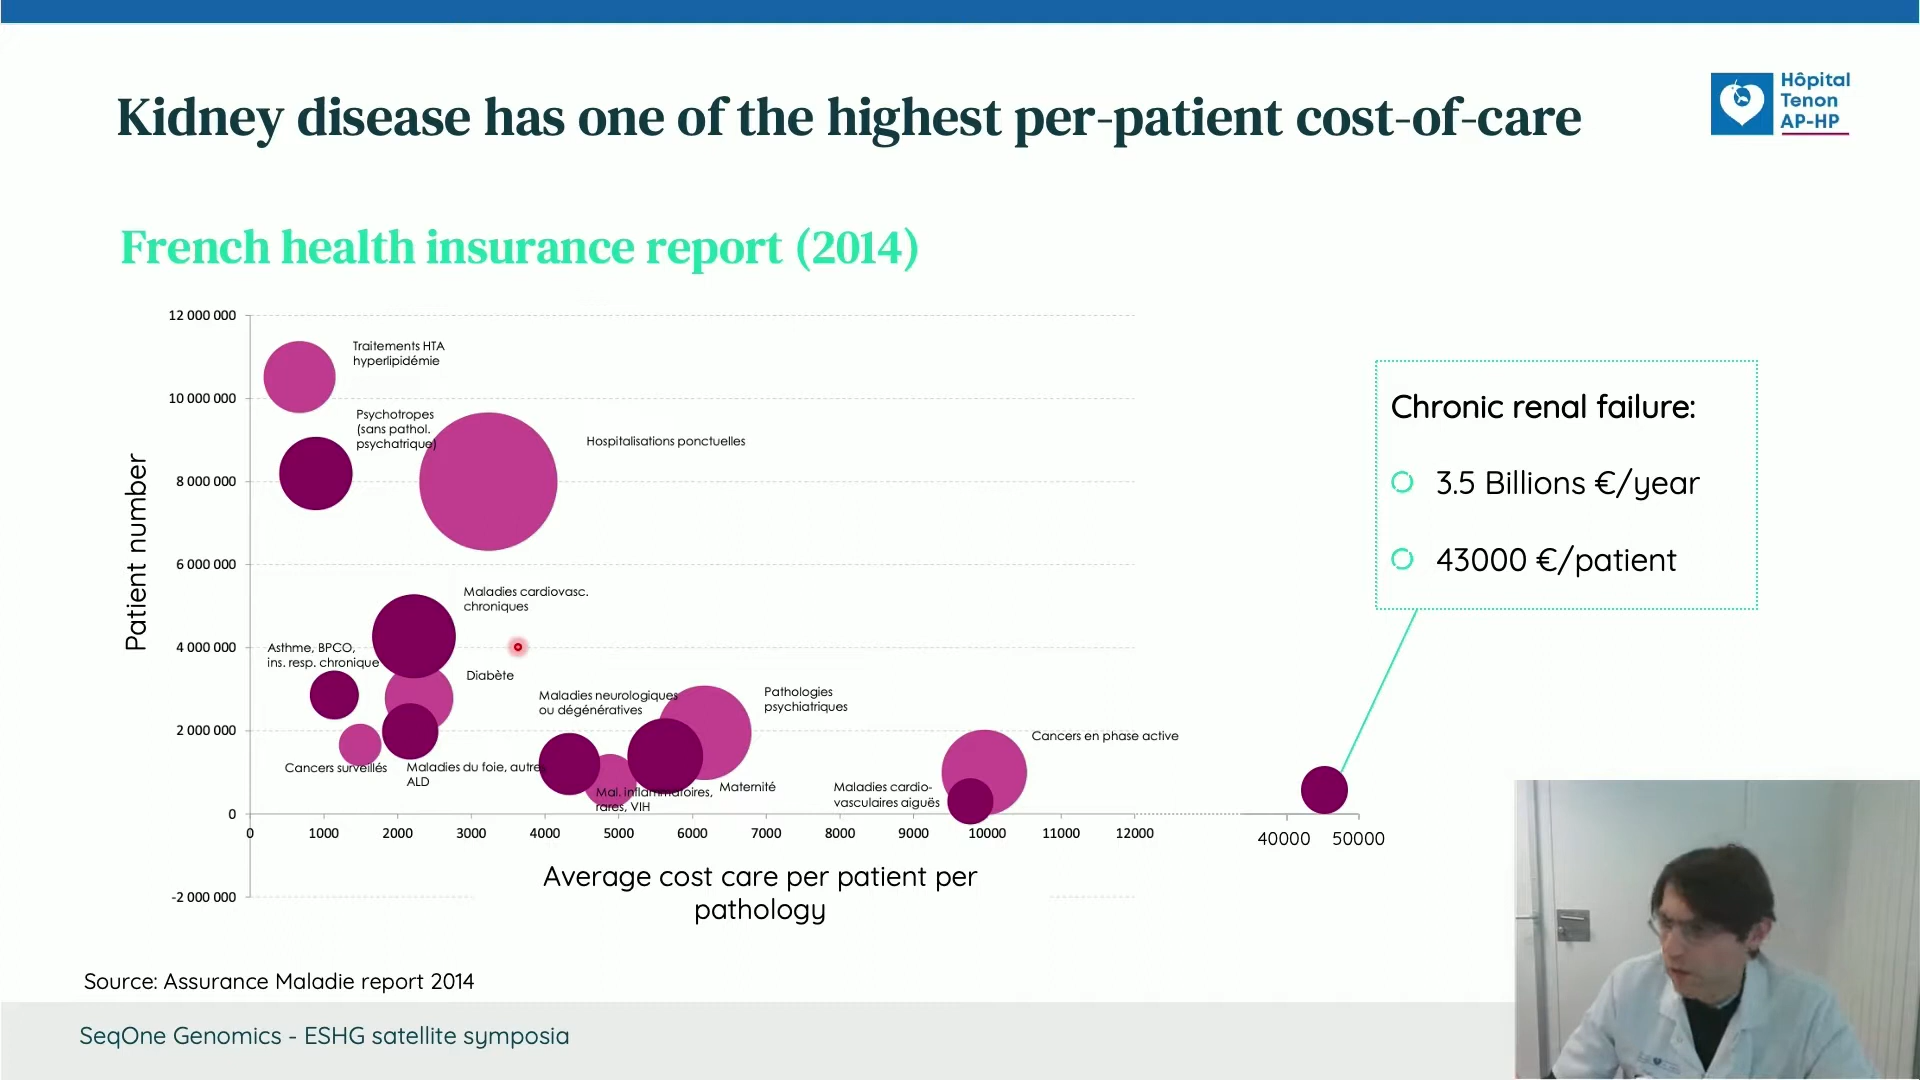 Kidney disease has one of the highest per-patient cost-of-care
Hôpital
Tenon
AP-HP
French health insurance report (2014)
12 000 000
10 000 000
8 000 000
6 000 000
4 000 000
2 000 000
0
-2 000 000
Patient number
Traitements HTA
hyperlipidémie
Psychotropes
(sans pathol.
psychatrique)
Hospitalisations ponctuelles
Maladies cardiovasc.
chroniques
Asthme, BPCO,
ins. resp. chronique
Diabète
Maladies neurologiques
ou dégénératives
Pathologies
psychiatriques
Cancers en phase active
Cancers surveillés
Maladies du foie, autres
ALD
Mal. inflammatoires,
rares, VIH
Maternité
Maladies cardio-
vasculaires aiguës
0 1000 2000 3000 4000 5000 6000 7000 8000 9000 10000 11000 12000
40000 50000
Average cost care per patient per
pathology
Chronic renal failure:
3.5 Billions €/year
43000 €/patient
Source: Assurance Maladie report 2014
SeqOne Genomics - ESHG satellite symposia